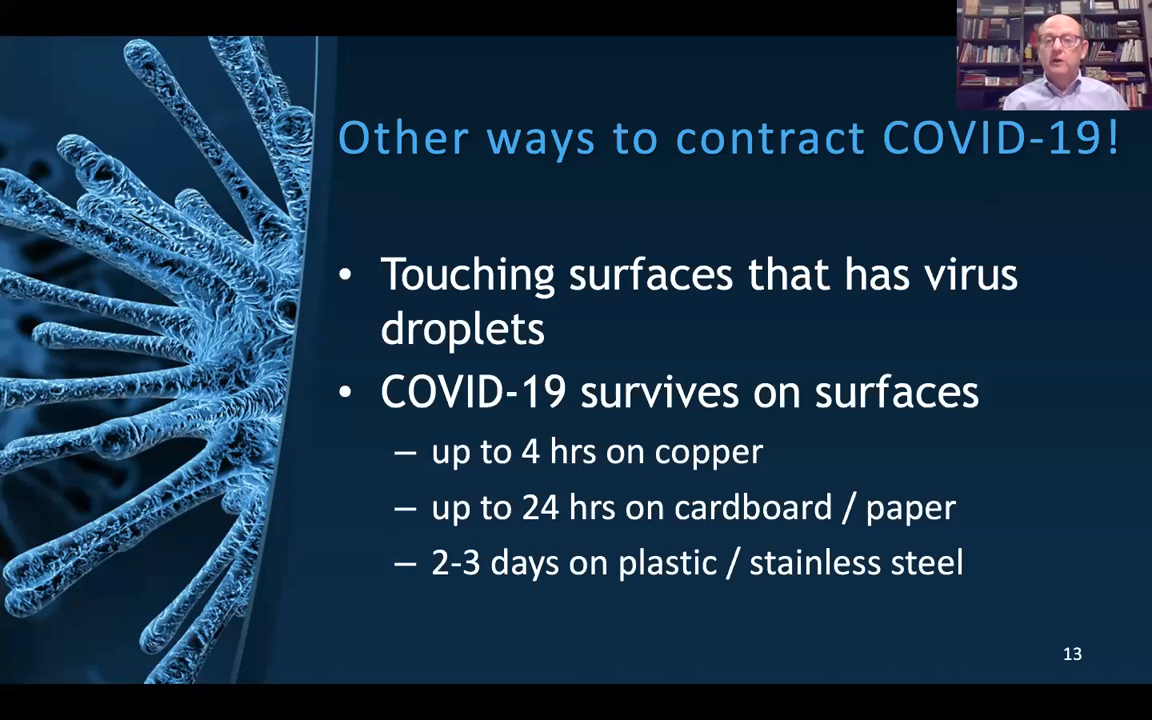 Other ways to contract COVID-19!
• Touching surfaces that has virus
droplets
• COVID-19 survives on surfaces
– up to 4 hrs on copper
– up to 24 hrs on cardboard / paper
– 2-3 days on plastic / stainless steel
13